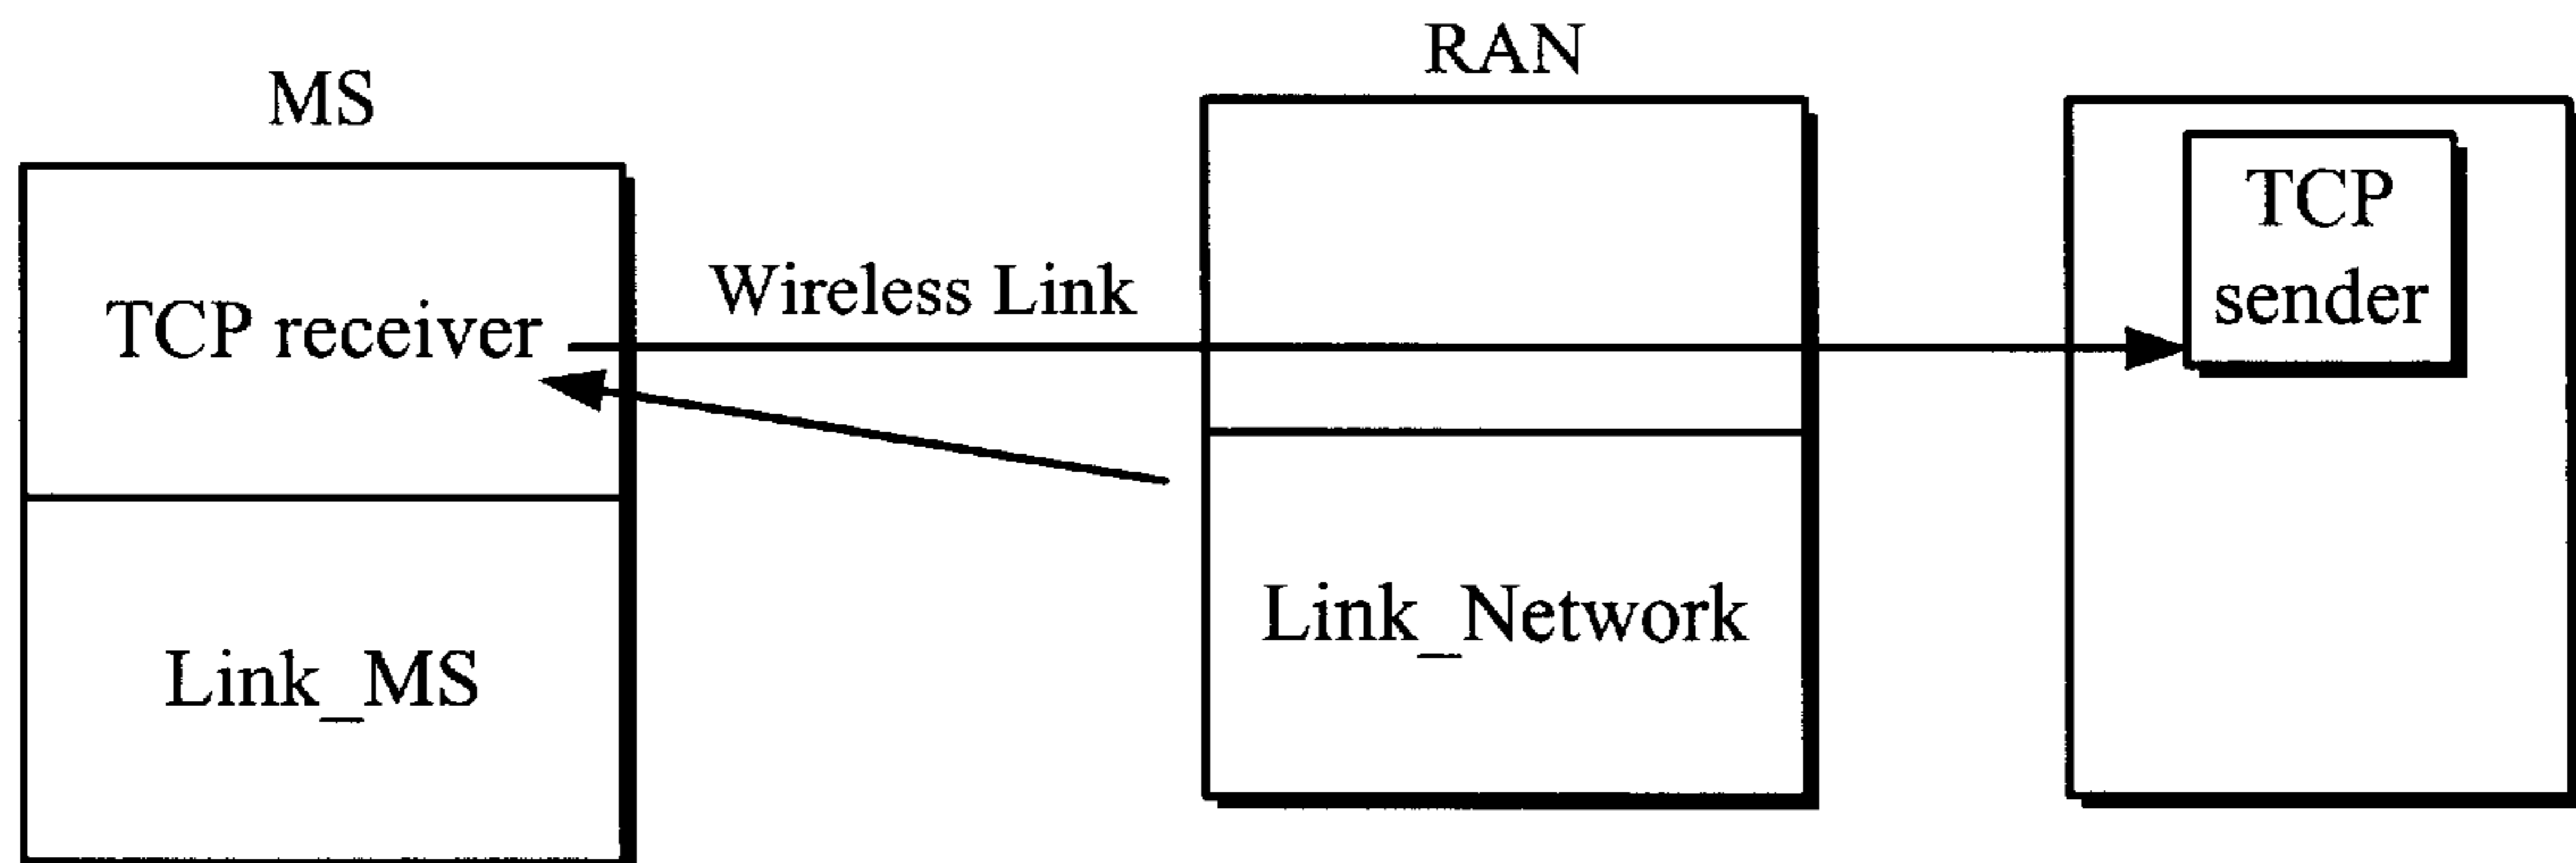 MS
RAN
TCP
sender
Wireless Link
TCP receiver
Link_Network
Link_MS